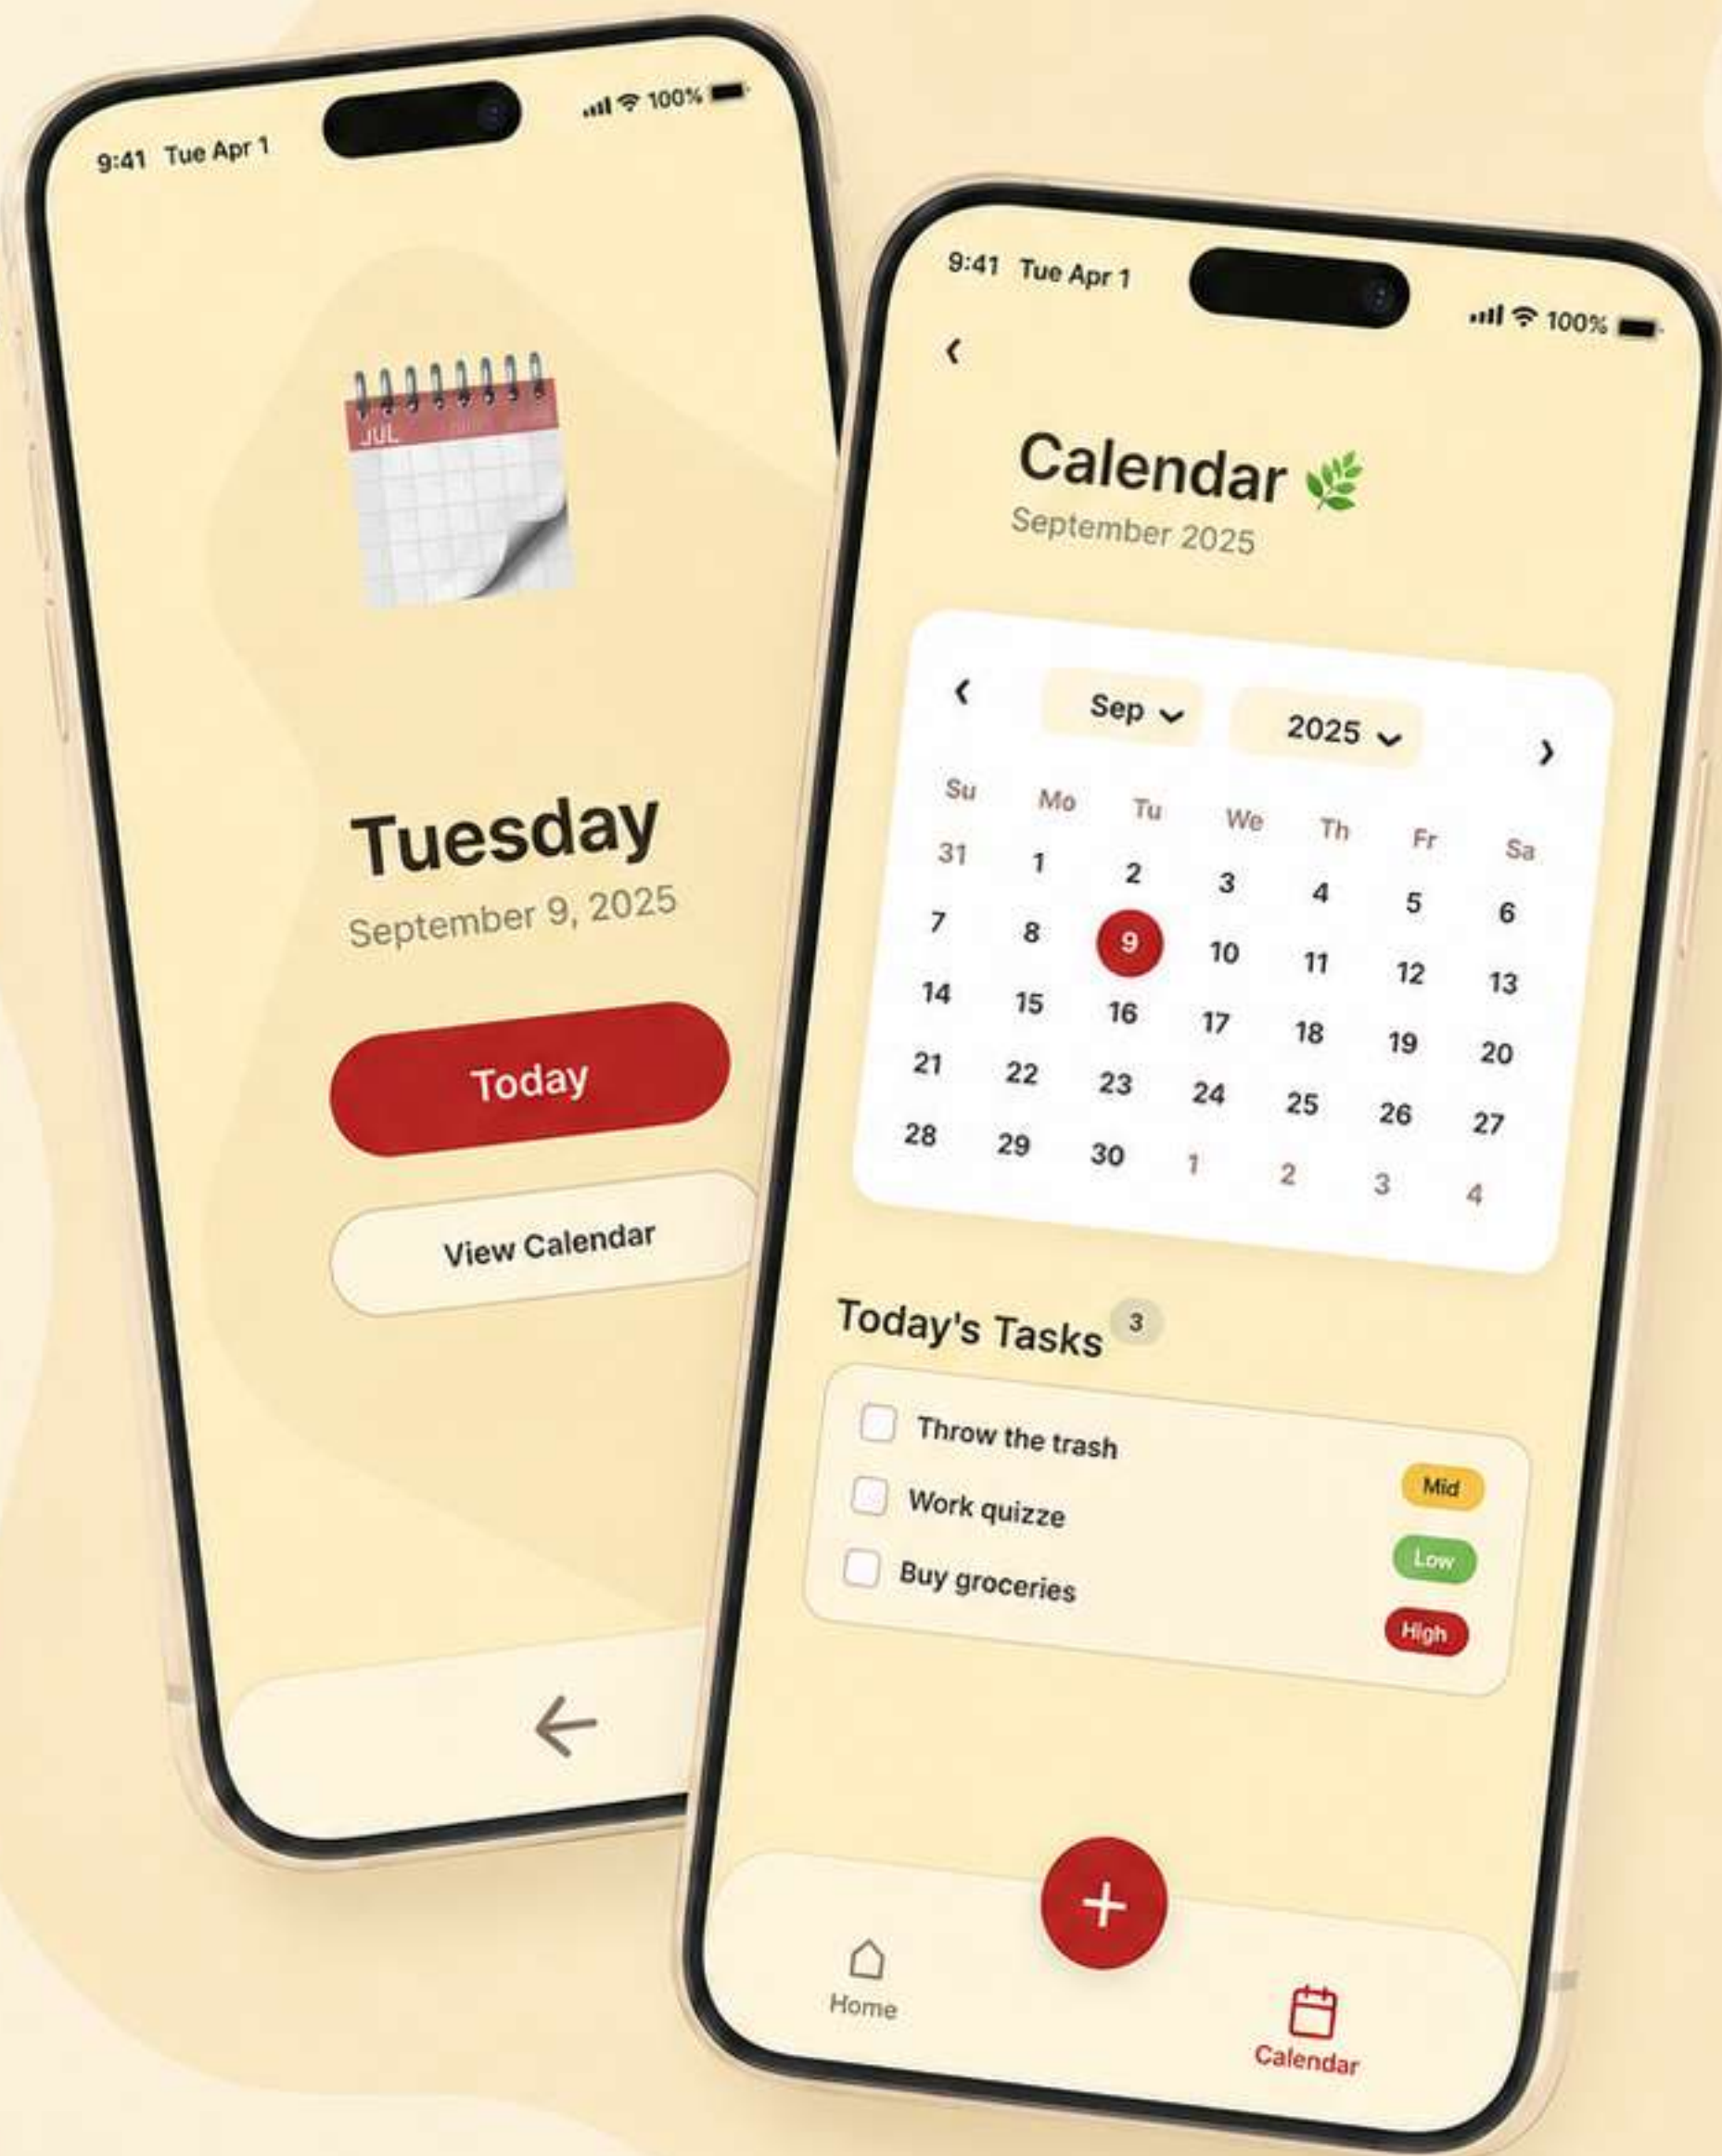 9:41 Tue Apr 1
100%
JUL
Tuesday
September 9, 2025
Today
View Calendar
9:41 Tue Apr 1
100%
Calendar
September 2025
Sep 2025
Su Mo Tu We Th Fr Sa
31 1 2 3 4 5 6
7 8 9 10 11 12 13
14 15 16 17 18 19 20
21 22 23 24 25 26 27
28 29 30 1 2 3 4
Today's Tasks 3
Throw the trash Mid
Work quizze Low
Buy groceries High
Home
Calendar